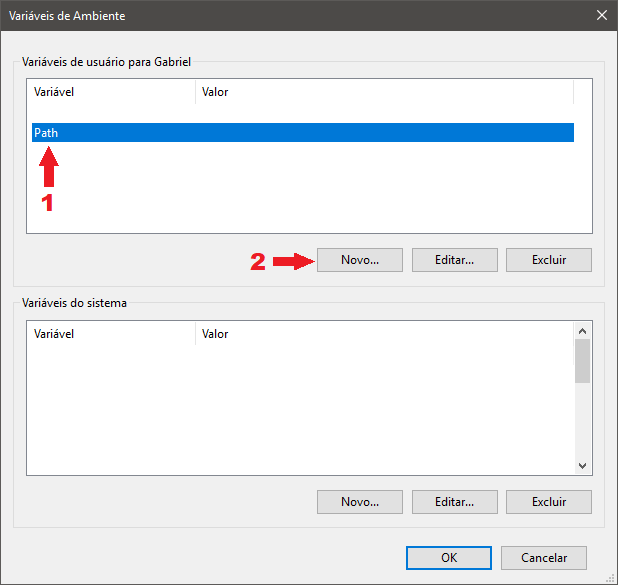 Variáveis de Ambiente
Variáveis de usuário para Gabriel
Variável Valor
Path
1
2 Novo... Editar... Excluir
Variáveis do sistema
Variável Valor
Novo... Editar... Excluir
OK Cancelar